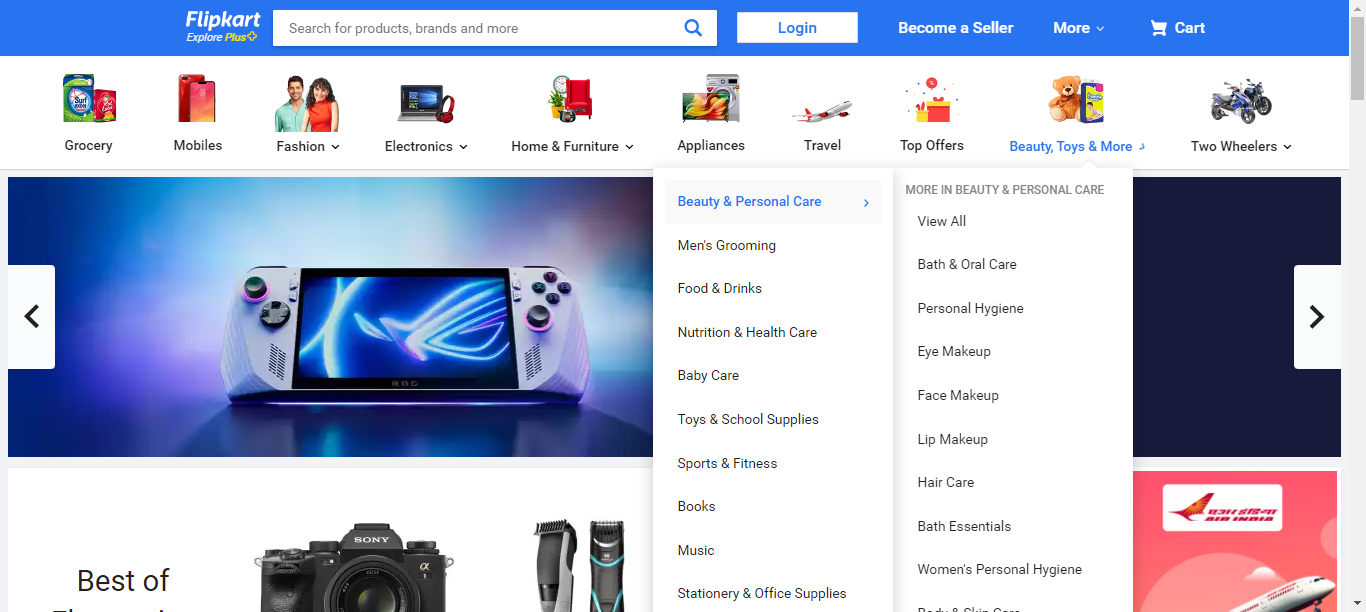 Flipkart
Explore Plus
Search for products, brands and more
Login
Become a Seller
More
Cart
Surf excel
Grocery
Mobiles
Fashion
Electronics
Home & Furniture
Appliances
Travel
Top Offers
Beauty, Toys & More
Two Wheelers
Beauty & Personal Care
Men's Grooming
Food & Drinks
Nutrition & Health Care
Baby Care
Toys & School Supplies
Sports & Fitness
Books
Music
Stationery & Office Supplies
MORE IN BEAUTY & PERSONAL CARE
View All
Bath & Oral Care
Personal Hygiene
Eye Makeup
Face Makeup
Lip Makeup
Hair Care
Bath Essentials
Women's Personal Hygiene
ROG
Best of
SONY
α
1
एअर इंडिया
AIR INDIA